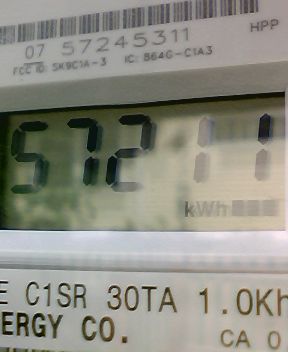 HPP
07 57245311
FCC ID: SK9C1A-3 IC: 864G-C1A3
57211
kWh
E C1SR 30TA 1.0Kh
ERGY CO.
CA 0